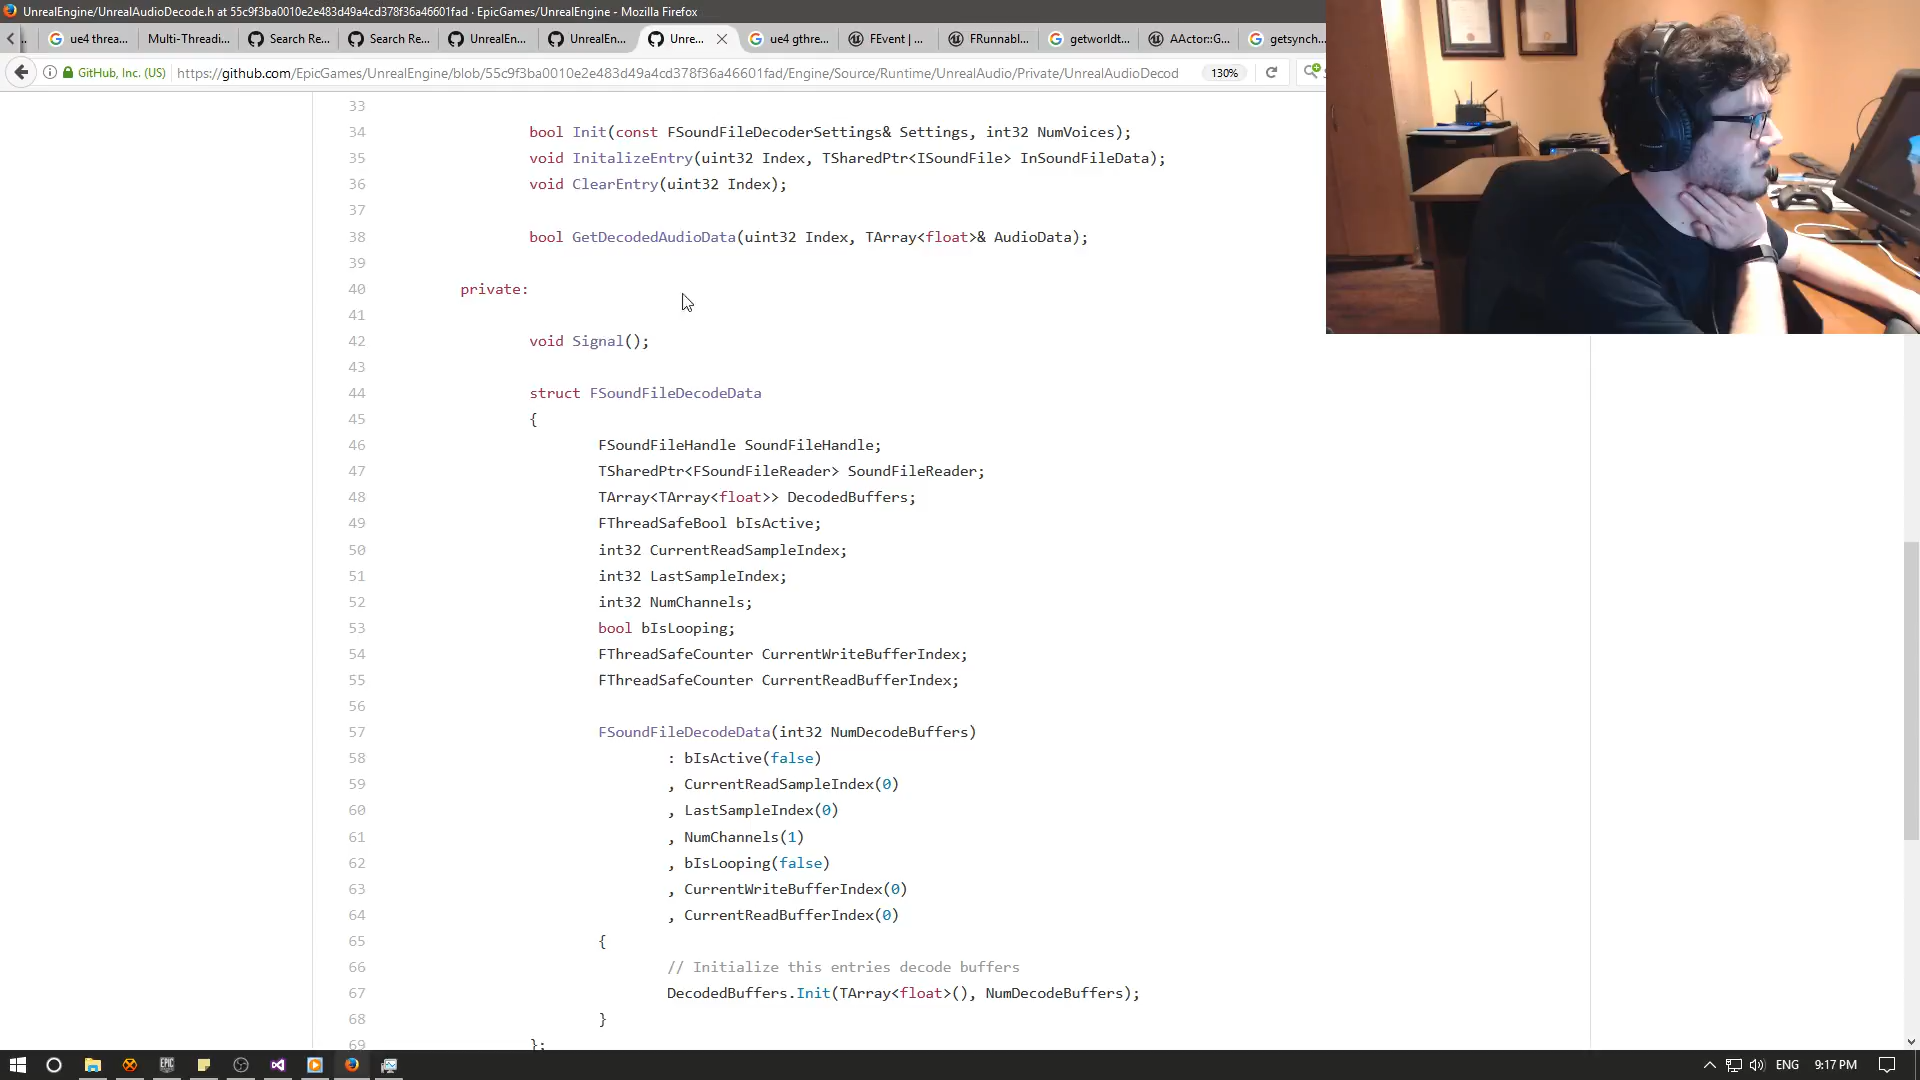 UnrealEngine/UnrealAudioDecode.h at 55c9f3ba0010e2e483d49a4cd378f36a46601fad · EpicGames/UnrealEngine - Mozilla Firefox
ue4 threa...
Multi-Threadi...
Search Re...
Search Re...
UnrealEn...
UnrealEn...
Unre...
ue4 gthre...
FEvent | ...
FRunnabl...
getworldt...
AActor::G...
getsynch...
GitHub, Inc. (US)
https://github.com/EpicGames/UnrealEngine/blob/55c9f3ba0010e2e483d49a4cd378f36a46601fad/Engine/Source/Runtime/UnrealAudio/Private/UnrealAudioDecod
130%
33
34 bool Init(const FSoundFileDecoderSettings& Settings, int32 NumVoices);
35 void InitalizeEntry(uint32 Index, TSharedPtr<ISoundFile> InSoundFileData);
36 void ClearEntry(uint32 Index);
37
38 bool GetDecodedAudioData(uint32 Index, TArray<float>& AudioData);
39
40 private:
41
42 void Signal();
43
44 struct FSoundFileDecodeData
45 {
46 FSoundFileHandle SoundFileHandle;
47 TSharedPtr<FSoundFileReader> SoundFileReader;
48 TArray<TArray<float>> DecodedBuffers;
49 FThreadSafeBool bIsActive;
50 int32 CurrentReadSampleIndex;
51 int32 LastSampleIndex;
52 int32 NumChannels;
53 bool bIsLooping;
54 FThreadSafeCounter CurrentWriteBufferIndex;
55 FThreadSafeCounter CurrentReadBufferIndex;
56
57 FSoundFileDecodeData(int32 NumDecodeBuffers)
58 : bIsActive(false)
59 , CurrentReadSampleIndex(0)
60 , LastSampleIndex(0)
61 , NumChannels(1)
62 , bIsLooping(false)
63 , CurrentWriteBufferIndex(0)
64 , CurrentReadBufferIndex(0)
65 {
66 // Initialize this entries decode buffers
67 DecodedBuffers.Init(TArray<float>(), NumDecodeBuffers);
68 }
69 };
ENG
9:17 PM